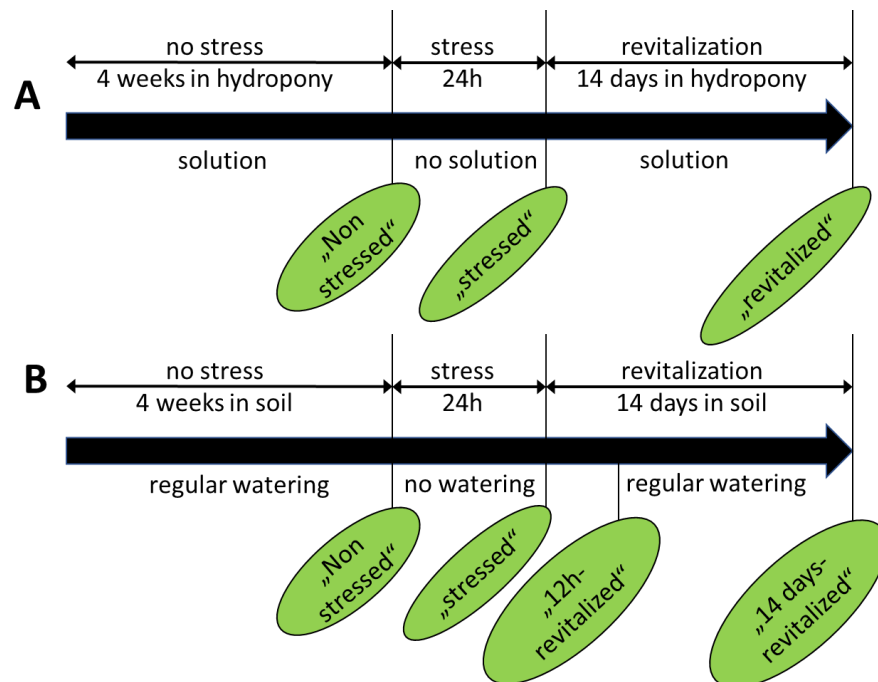 A
no stress
4 weeks in hydropony
stress
24h
revitalization
14 days in hydropony
solution
no solution
solution
„Non
stressed“
„stressed“
„revitalized“
B
no stress
4 weeks in soil
stress
24h
revitalization
14 days in soil
regular watering
no watering
regular watering
„Non
stressed“
„stressed“
„12h-
revitalized“
„14 days-
revitalized“